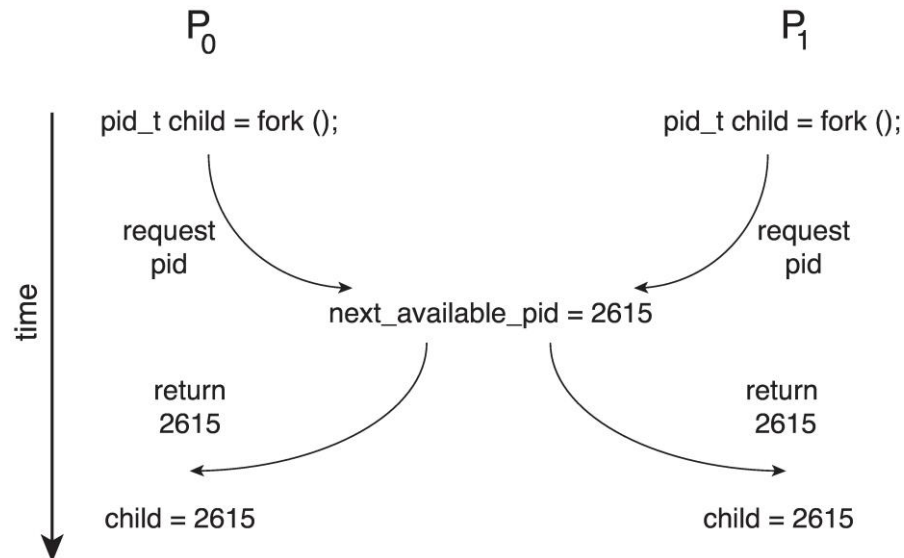 P0 P1
pid_t child = fork (); pid_t child = fork ();
request request
pid pid
time
next_available_pid = 2615
return return
2615 2615
child = 2615 child = 2615